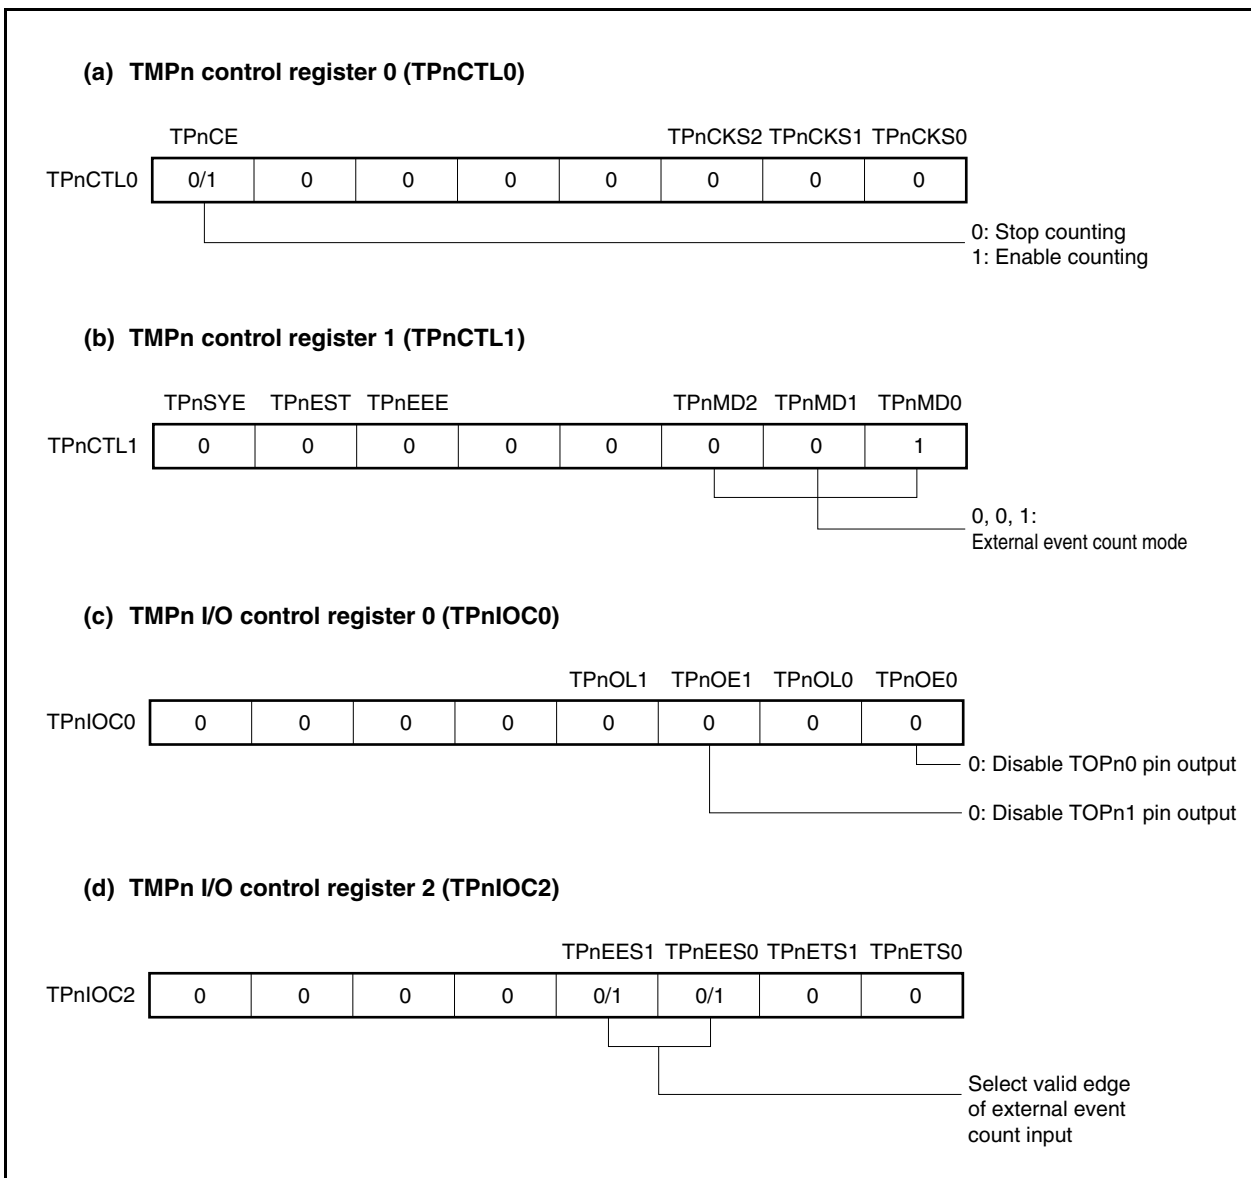 (a) TMPn control register 0 (TPnCTL0)
TPnCE TPnCKS2 TPnCKS1 TPnCKS0
TPnCTL0 0/1 0 0 0 0 0 0 0
0: Stop counting
1: Enable counting
(b) TMPn control register 1 (TPnCTL1)
TPnSYE TPnEST TPnEEE TPnMD2 TPnMD1 TPnMD0
TPnCTL1 0 0 0 0 0 0 0 1
0, 0, 1:
External event count mode
(c) TMPn I/O control register 0 (TPnIOC0)
TPnOL1 TPnOE1 TPnOL0 TPnOE0
TPnIOC0 0 0 0 0 0 0 0 0
0: Disable TOPn0 pin output
0: Disable TOPn1 pin output
(d) TMPn I/O control register 2 (TPnIOC2)
TPnEES1 TPnEES0 TPnETS1 TPnETS0
TPnIOC2 0 0 0 0 0/1 0/1 0 0
Select valid edge
of external event
count input